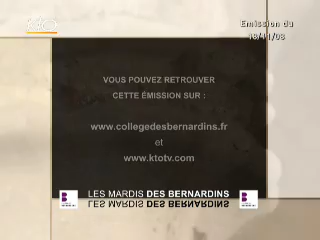 Emission du
VOUS POUVEZ RETROUVER
CETTE ÉMISSION SUR :
www.collegedesbernardins.fr
et
www.ktotv.com
LES MARDIS DES BERNARDINS